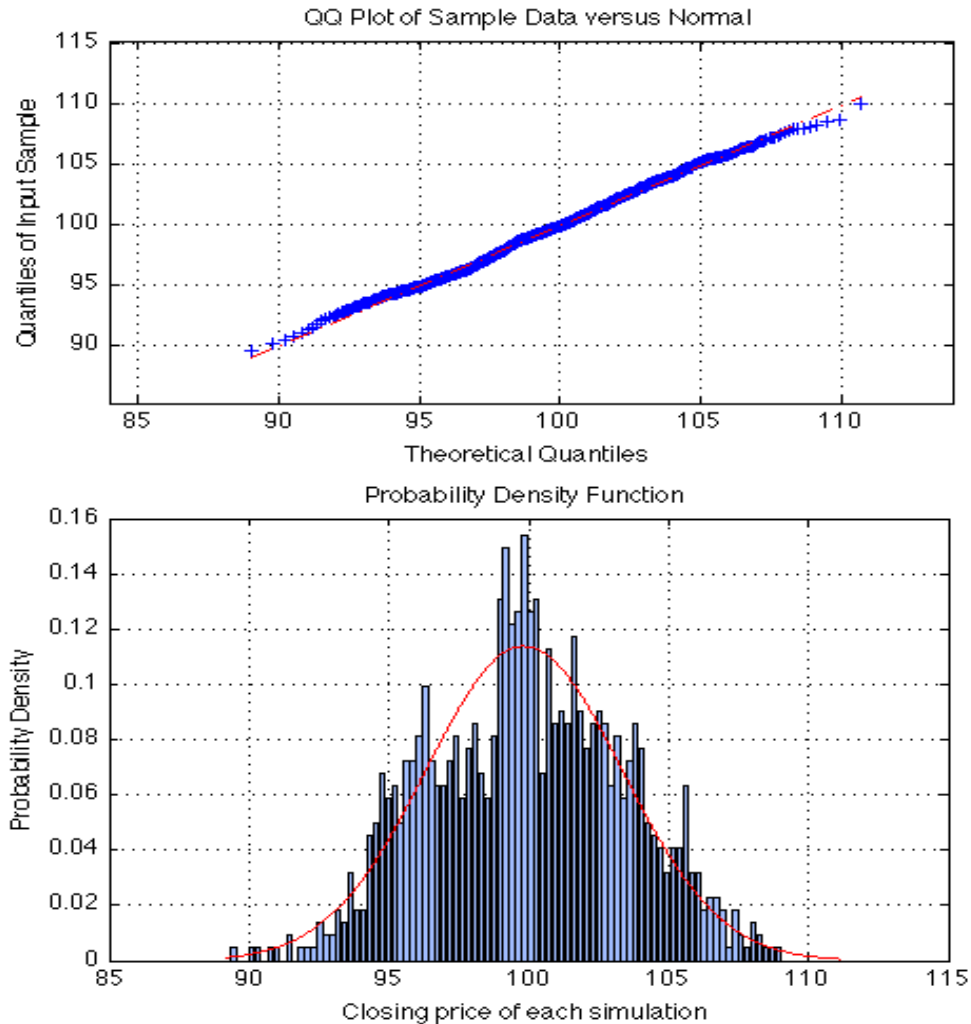 QQ Plot of Sample Data versus Normal
115
110
105
100
95
90
Quantiles of Input Sample
85 90 95 100 105 110
Theoretical Quantiles
Probability Density Function
0.16
0.14
0.12
0.1
0.08
0.06
0.04
0.02
0
Probability Density
85 90 95 100 105 110 115
Closing price of each simulation